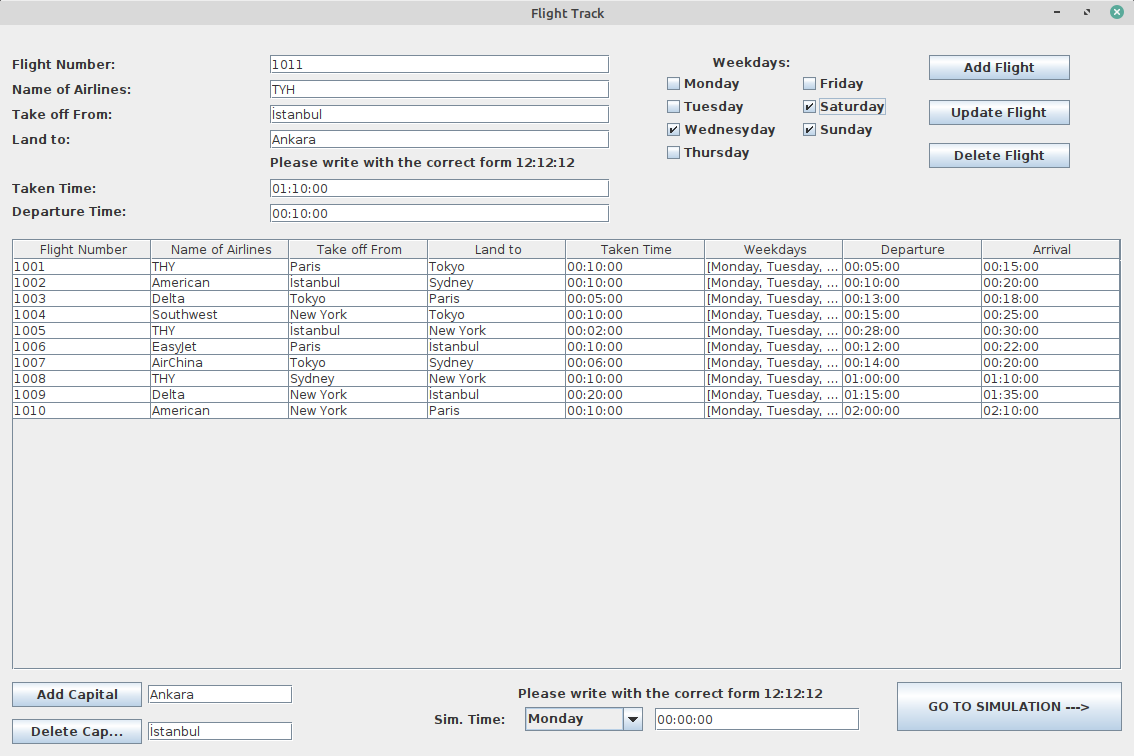 Flight Track
Flight Number: 1011
Name of Airlines: TYH
Take off From: İstanbul
Land to: Ankara
Please write with the correct form 12:12:12
Taken Time: 01:10:00
Departure Time: 00:10:00
Weekdays:
Monday Friday
Tuesday Saturday
Wednesyday Sunday
Thursday
Add Flight
Update Flight
Delete Flight
Flight Number Name of Airlines Take off From Land to Taken Time Weekdays Departure Arrival
1001 THY Paris Tokyo 00:10:00 [Monday, Tuesday, ... 00:05:00 00:15:00
1002 American İstanbul Sydney 00:10:00 [Monday, Tuesday, ... 00:10:00 00:20:00
1003 Delta Tokyo Paris 00:05:00 [Monday, Tuesday, ... 00:13:00 00:18:00
1004 Southwest New York Tokyo 00:10:00 [Monday, Tuesday, ... 00:15:00 00:25:00
1005 THY İstanbul New York 00:02:00 [Monday, Tuesday, ... 00:28:00 00:30:00
1006 EasyJet Paris İstanbul 00:10:00 [Monday, Tuesday, ... 00:12:00 00:22:00
1007 AirChina Tokyo Sydney 00:06:00 [Monday, Tuesday, ... 00:14:00 00:20:00
1008 THY Sydney New York 00:10:00 [Monday, Tuesday, ... 01:00:00 01:10:00
1009 Delta New York İstanbul 00:20:00 [Monday, Tuesday, ... 01:15:00 01:35:00
1010 American New York Paris 00:10:00 [Monday, Tuesday, ... 02:00:00 02:10:00
Add Capital Ankara
Delete Cap... İstanbul
Please write with the correct form 12:12:12
Sim. Time: Monday 00:00:00
GO TO SIMULATION --->